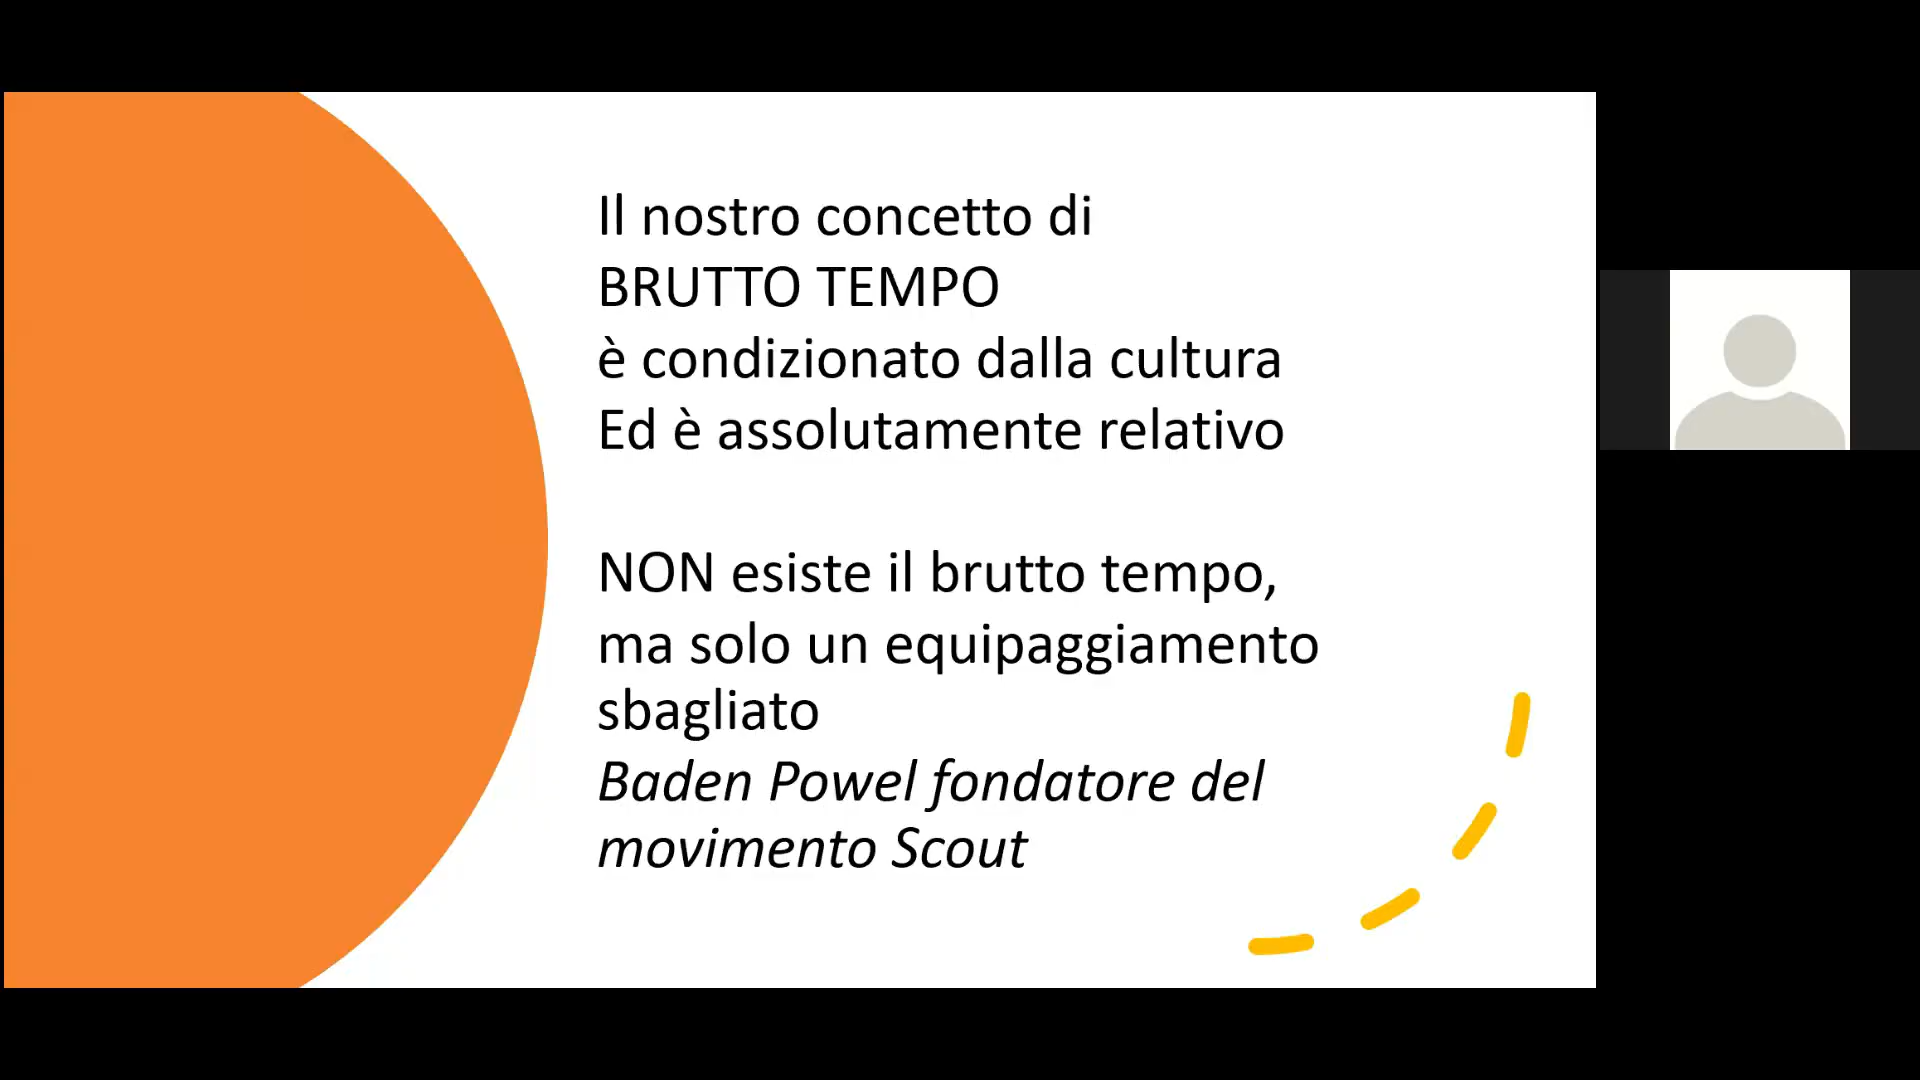 Il nostro concetto di
BRUTTO TEMPO
è condizionato dalla cultura
Ed è assolutamente relativo
NON esiste il brutto tempo,
ma solo un equipaggiamento
sbagliato
Baden Powel fondatore del
movimento Scout